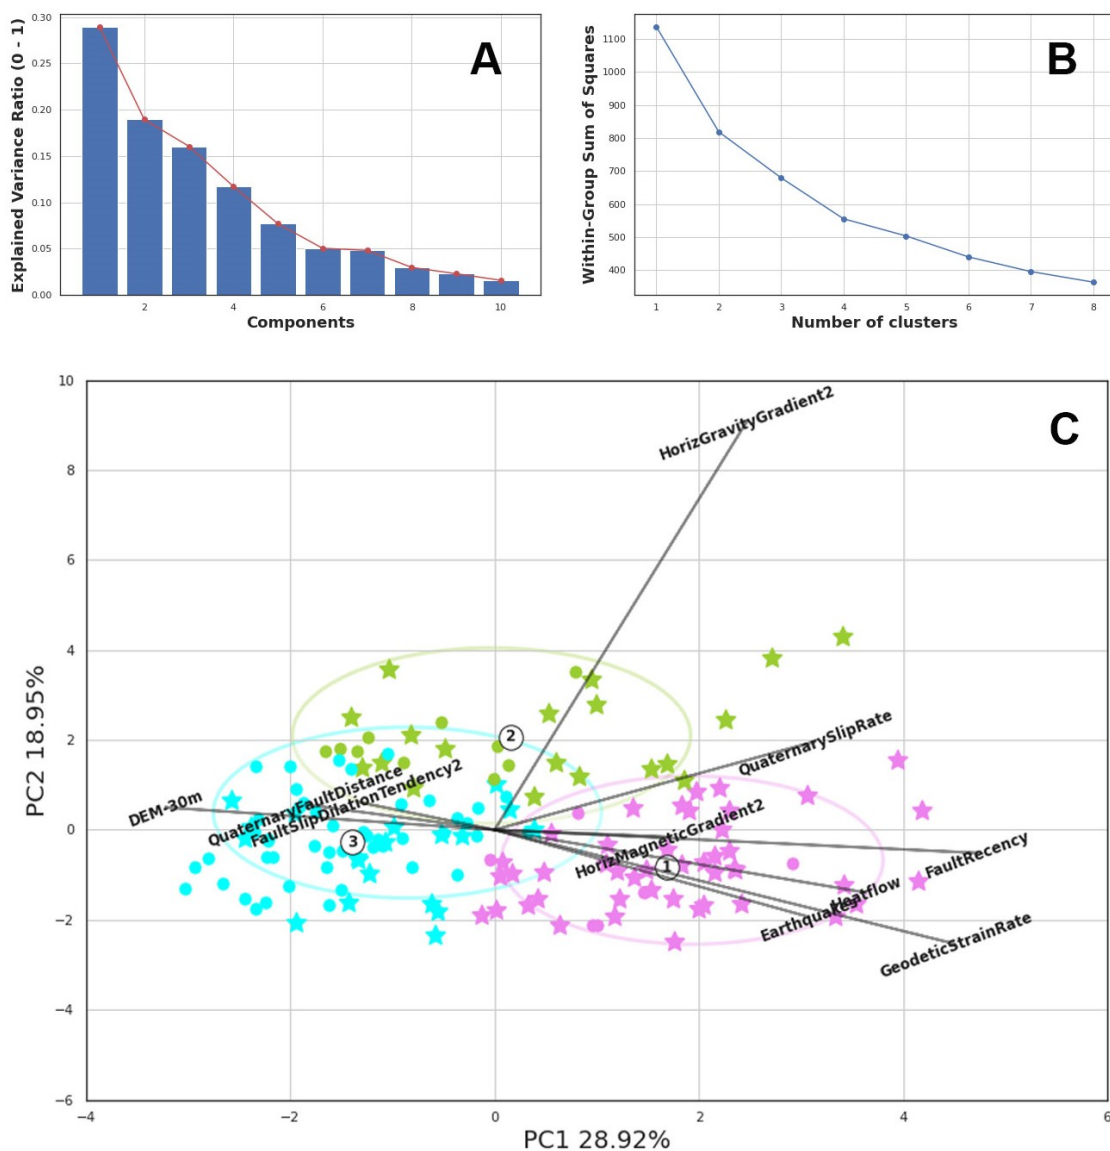 A
Explained Variance Ratio (0 - 1)
0.30
0.25
0.20
0.15
0.10
0.05
0.00
2
4
6
8
10
Components
B
Within-Group Sum of Squares
1100
1000
900
800
700
600
500
400
1
2
3
4
5
6
7
8
Number of clusters
C
PC2 18.95%
10
8
6
4
2
0
−2
−4
−6
HorizGravityGradient2
QuaternarySlipRate
2
DEM-30m
QuaternaryFaultDistance
FaultSlipDilationTendency2
3
HorizMagneticGradient2
1
FaultRecency
Heatflow
Earthquakes
GeodeticStrainRate
−4
−2
0
2
4
6
PC1 28.92%